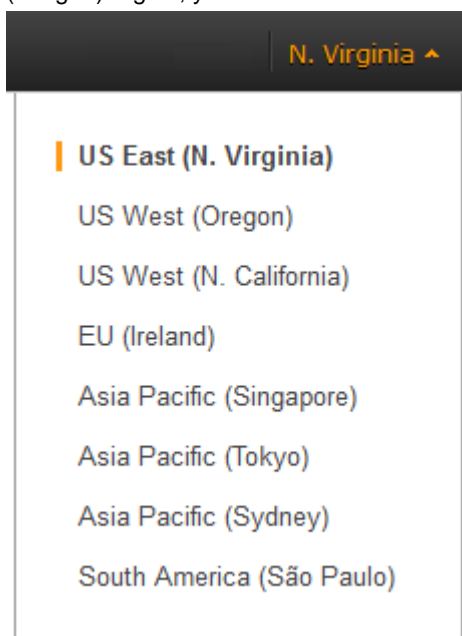 N. Virginia
US East (N. Virginia)
US West (Oregon)
US West (N. California)
EU (Ireland)
Asia Pacific (Singapore)
Asia Pacific (Tokyo)
Asia Pacific (Sydney)
South America (São Paulo)